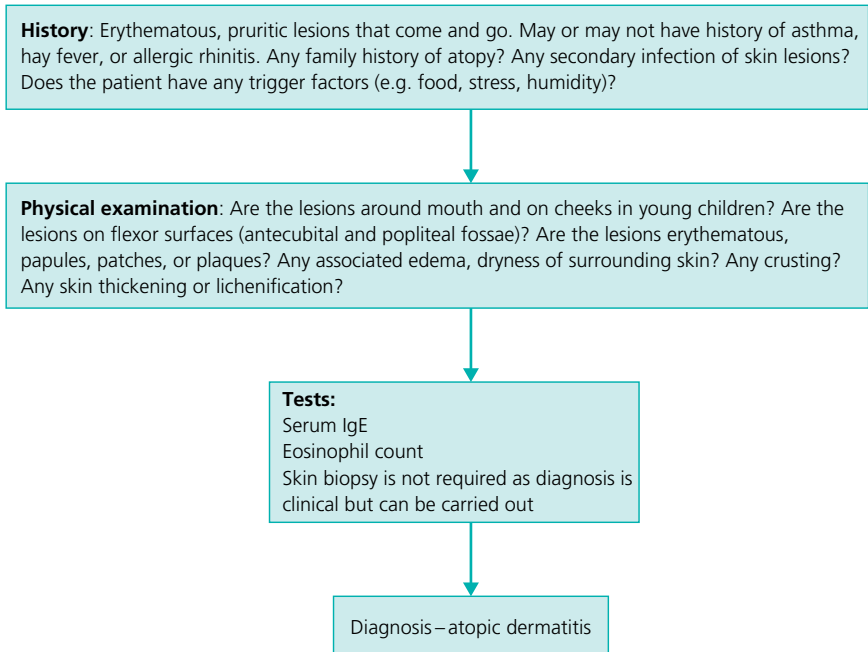 History: Erythematous, pruritic lesions that come and go. May or may not have history of asthma,
hay fever, or allergic rhinitis. Any family history of atopy? Any secondary infection of skin lesions?
Does the patient have any trigger factors (e.g. food, stress, humidity)?
Physical examination: Are the lesions around mouth and on cheeks in young children? Are the
lesions on flexor surfaces (antecubital and popliteal fossae)? Are the lesions erythematous,
papules, patches, or plaques? Any associated edema, dryness of surrounding skin? Any crusting?
Any skin thickening or lichenification?
Tests:
Serum IgE
Eosinophil count
Skin biopsy is not required as diagnosis is
clinical but can be carried out
Diagnosis–atopic dermatitis